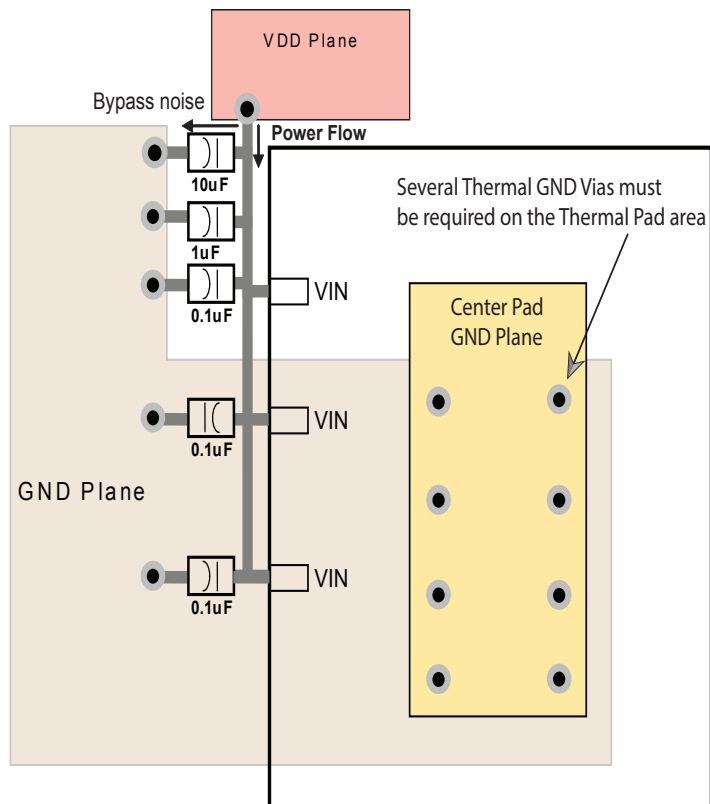 VDD Plane
Bypass noise
Power Flow
10uF
Several Thermal GND Vias must
be required on the Thermal Pad area
1uF
0.1uF
VIN
Center Pad
GND Plane
VIN
0.1uF
GND Plane
VIN
0.1uF